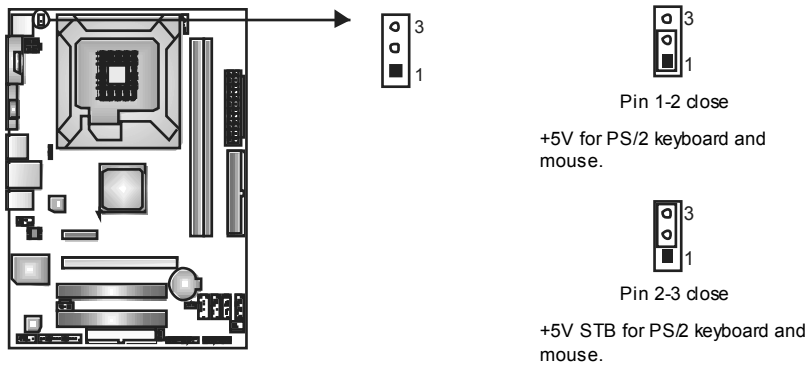 3
1
3
1
Pin 1-2 close
+5V for PS/2 keyboard and
mouse.
3
1
Pin 2-3 close
+5V STB for PS/2 keyboard and
mouse.